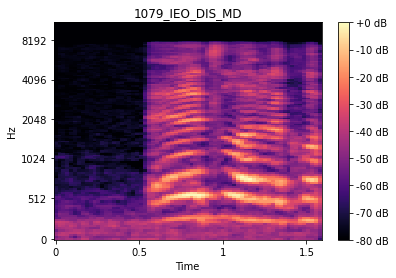 1079_IEO_DIS_MD
8192
4096
2048
1024
512
0
Hz
0
0.5
1
1.5
Time
+0 dB
-10 dB
-20 dB
-30 dB
-40 dB
-50 dB
-60 dB
-70 dB
-80 dB